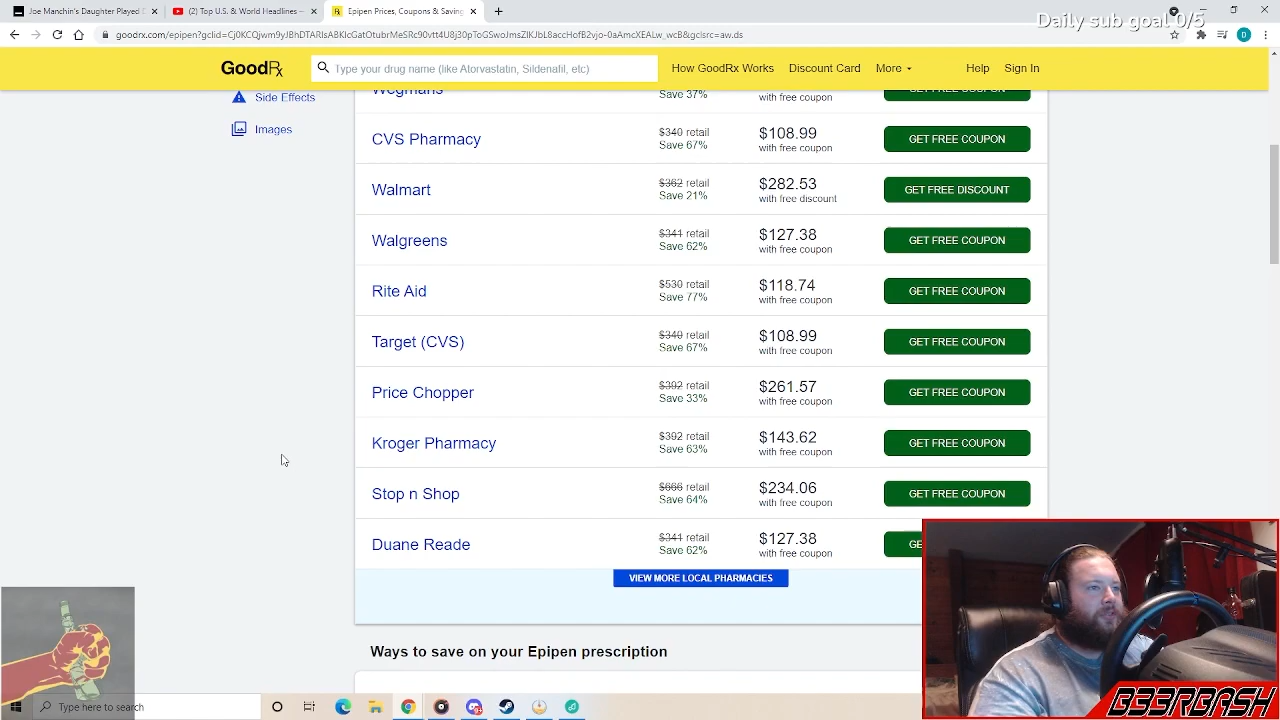 Joe Manchin's Daughter Played D
(2) Top U.S. & World Headlines –
Epipen Prices, Coupons & Saving
Daily sub goal 0/5
GoodRx
Type your drug name (like Atorvastatin, Sildenafil, etc)
How GoodRx Works
Discount Card
More
Help
Sign In
Side Effects
Images
Wegmans
Save 37%
with free coupon
GET FREE COUPON
CVS Pharmacy
$340 retail
Save 67%
$108.99
with free coupon
GET FREE COUPON
Walmart
$362 retail
Save 21%
$282.53
with free discount
GET FREE DISCOUNT
Walgreens
$341 retail
Save 62%
$127.38
with free coupon
GET FREE COUPON
Rite Aid
$530 retail
Save 77%
$118.74
with free coupon
GET FREE COUPON
Target (CVS)
$340 retail
Save 67%
$108.99
with free coupon
GET FREE COUPON
Price Chopper
$392 retail
Save 33%
$261.57
with free coupon
GET FREE COUPON
Kroger Pharmacy
$392 retail
Save 63%
$143.62
with free coupon
GET FREE COUPON
Stop n Shop
$666 retail
Save 64%
$234.06
with free coupon
GET FREE COUPON
Duane Reade
$341 retail
Save 62%
$127.38
with free coupon
GE
VIEW MORE LOCAL PHARMACIES
Ways to save on your Epipen prescription
Type here to search
B33RBASH